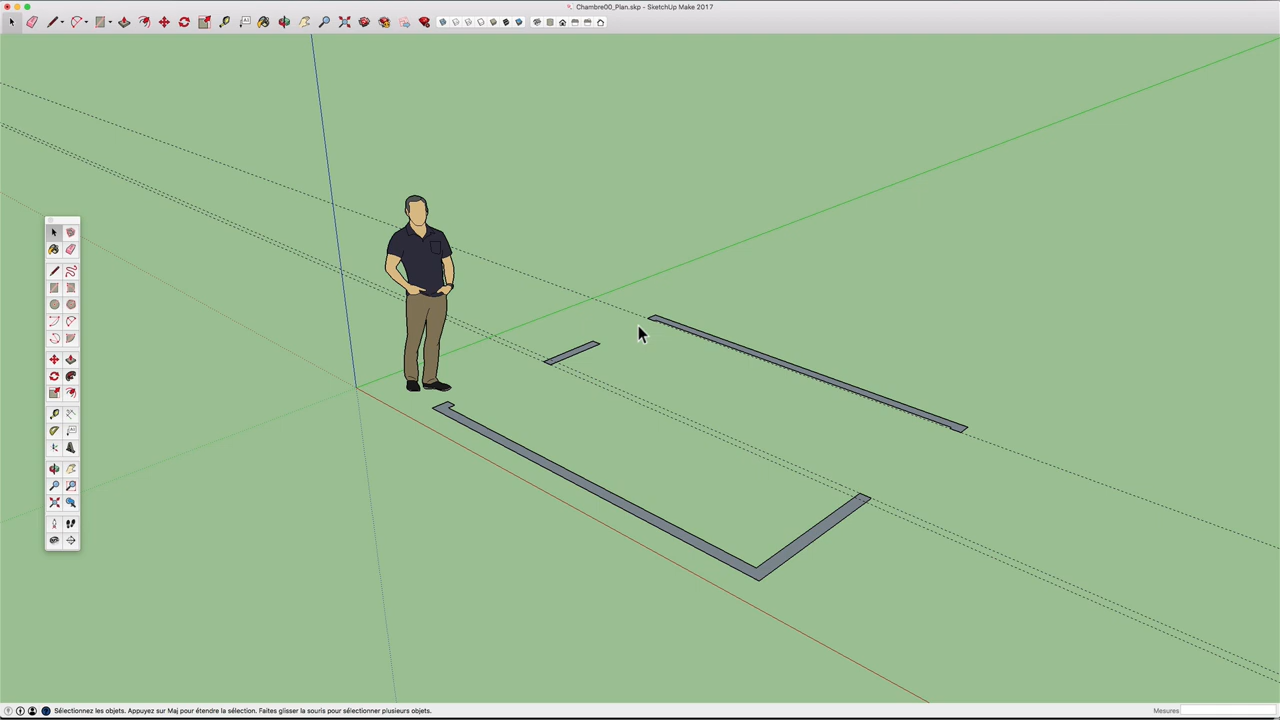 Chambre00_Plan.skp - SketchUp Make 2017
Sélectionnez les objets. Appuyez sur Maj pour étendre la sélection. Faites glisser la souris pour sélectionner plusieurs objets.
Mesures